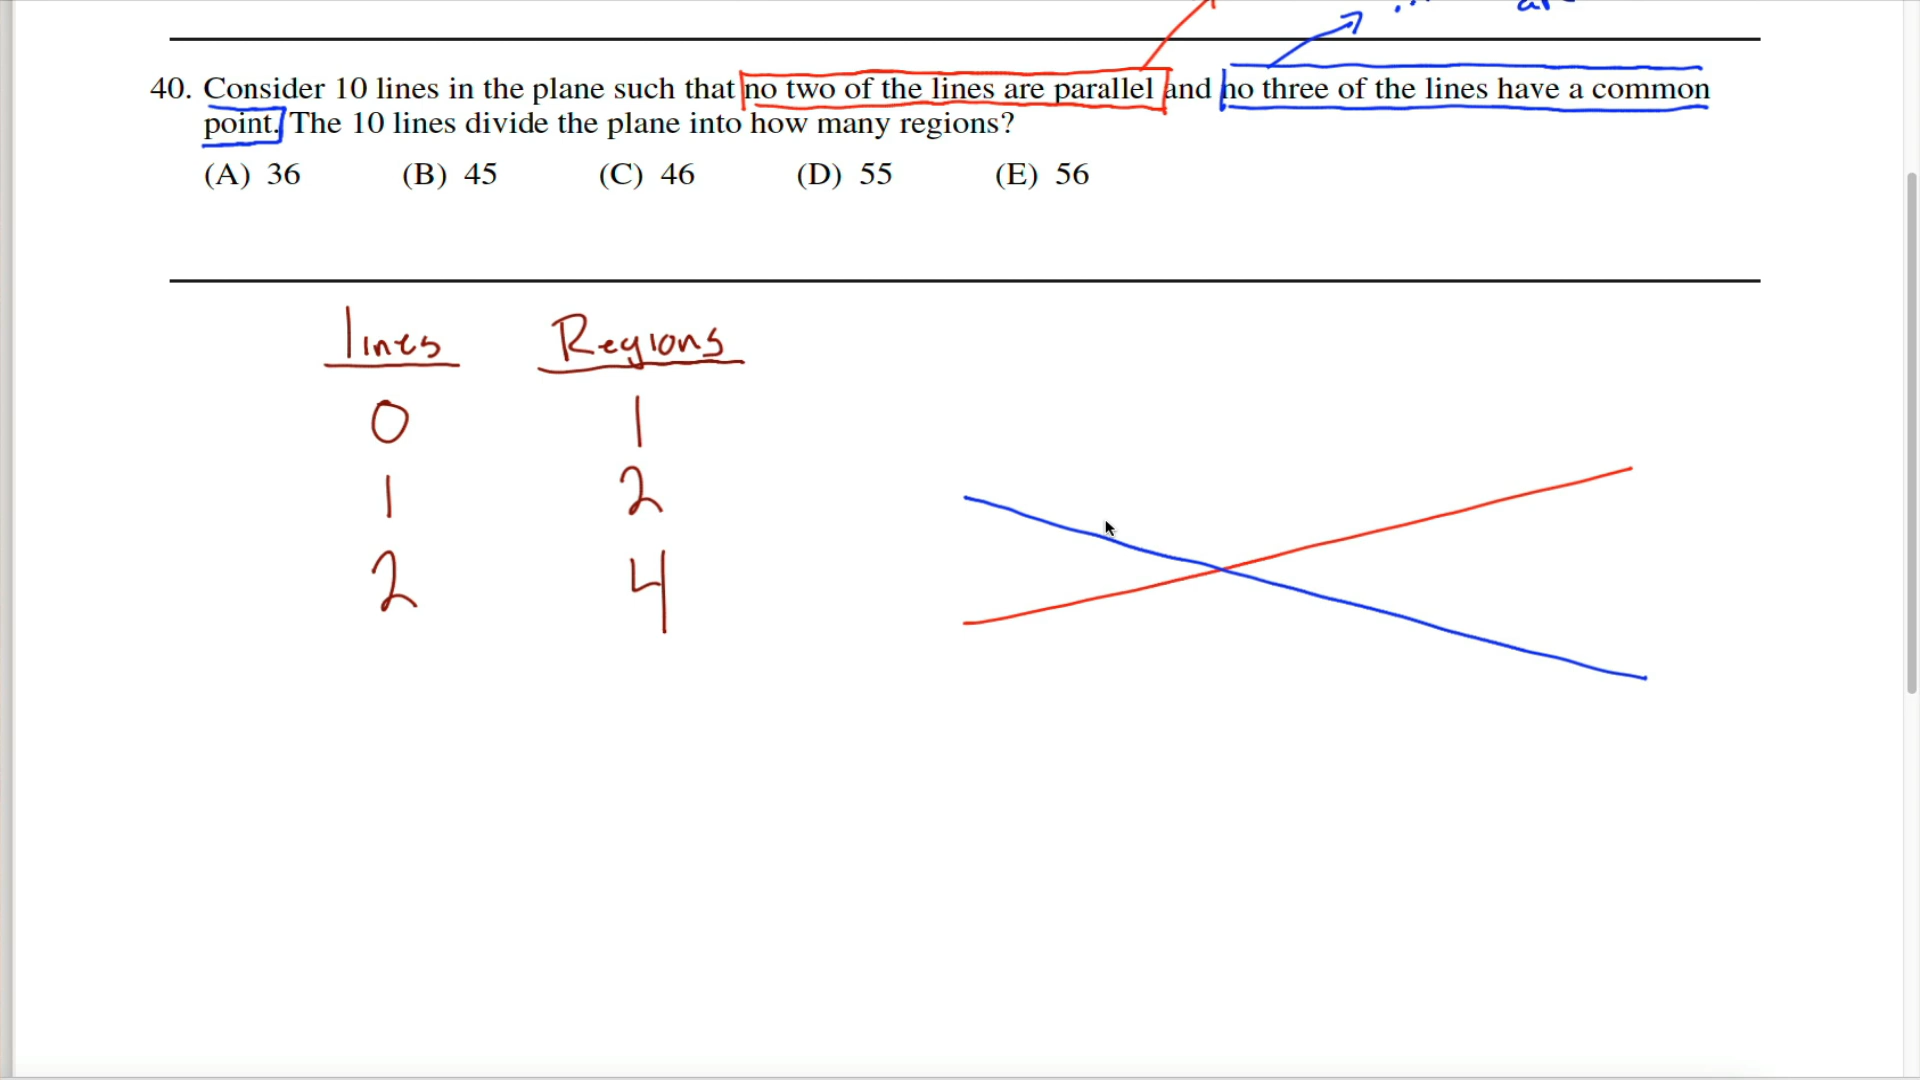 40. Consider 10 lines in the plane such that no two of the lines are parallel and no three of the lines have a common
point. The 10 lines divide the plane into how many regions?
(A) 36 (B) 45 (C) 46 (D) 55 (E) 56
lines Regions
0 1
1 2
2 4